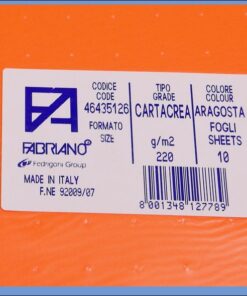 CODICE
CODE
46435126
TIPO
GRADE
CARTACREA
COLORE
COLOUR
ARAGOSTA
FORMATO
SIZE
g/m2
220
FOGLI
SHEETS
10
FABRIANO
Fedrigoni Group
MADE IN ITALY
F.NE 92009/07
8 001348 127789